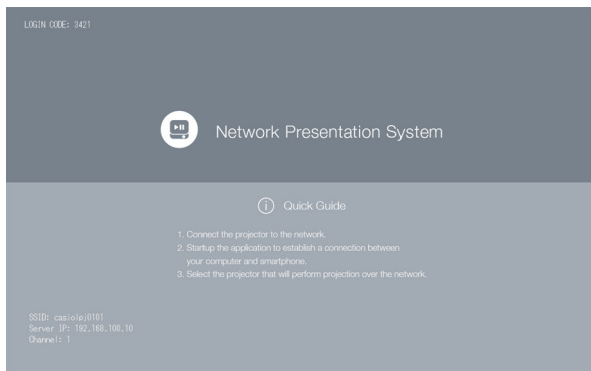 LOGIN CODE: 3421
Network Presentation System
Quick Guide
1. Connect the projector to the network.
2. Startup the application to establish a connection between
your computer and smartphone.
3. Select the projector that will perform projection over the network.
SSID: casiolpj0101
Server IP: 192.168.100.10
Channel: 1